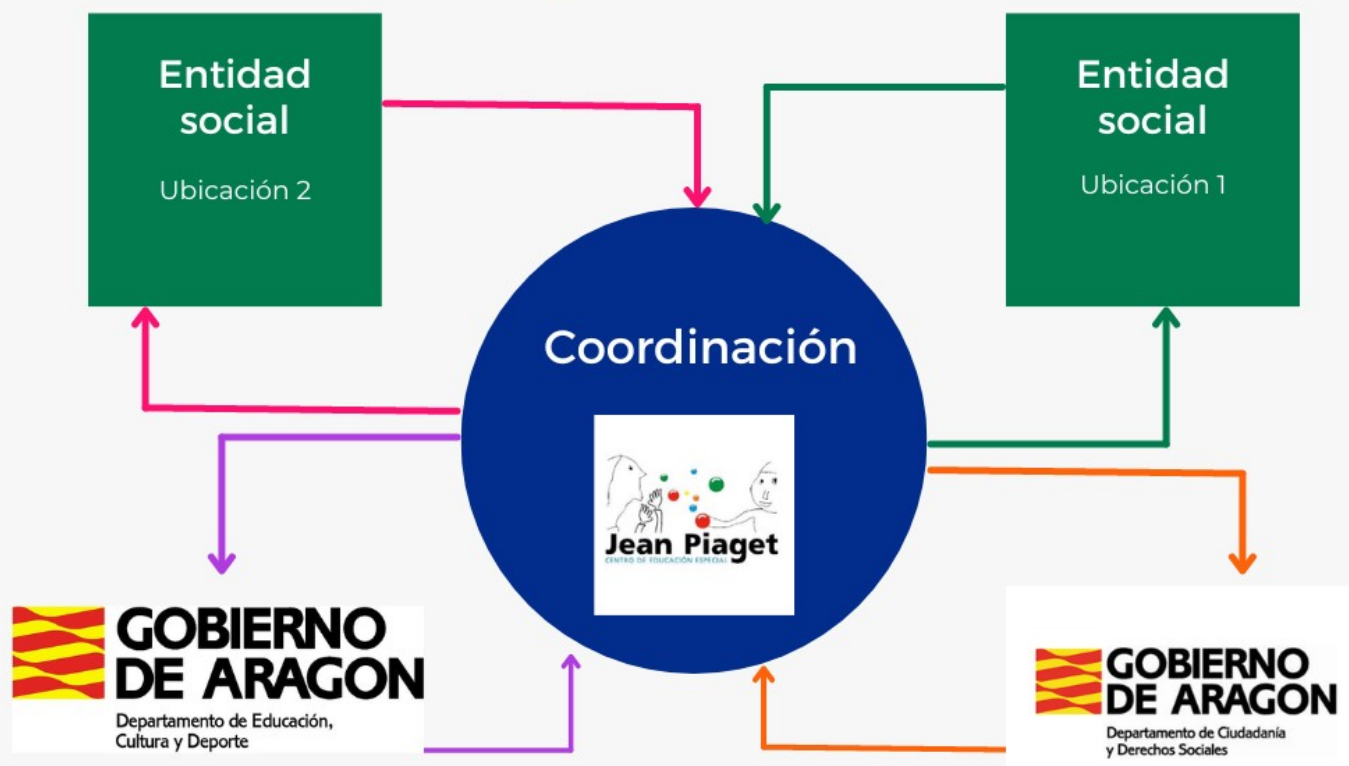 Entidad
social
Ubicación 2
Entidad
social
Ubicación 1
Coordinación
Jean Piaget
CENTRO DE EDUCACIÓN ESPECIAL
GOBIERNO
DE ARAGON
Departamento de Educación,
Cultura y Deporte
GOBIERNO
DE ARAGON
Departamento de Ciudadanía
y Derechos Sociales